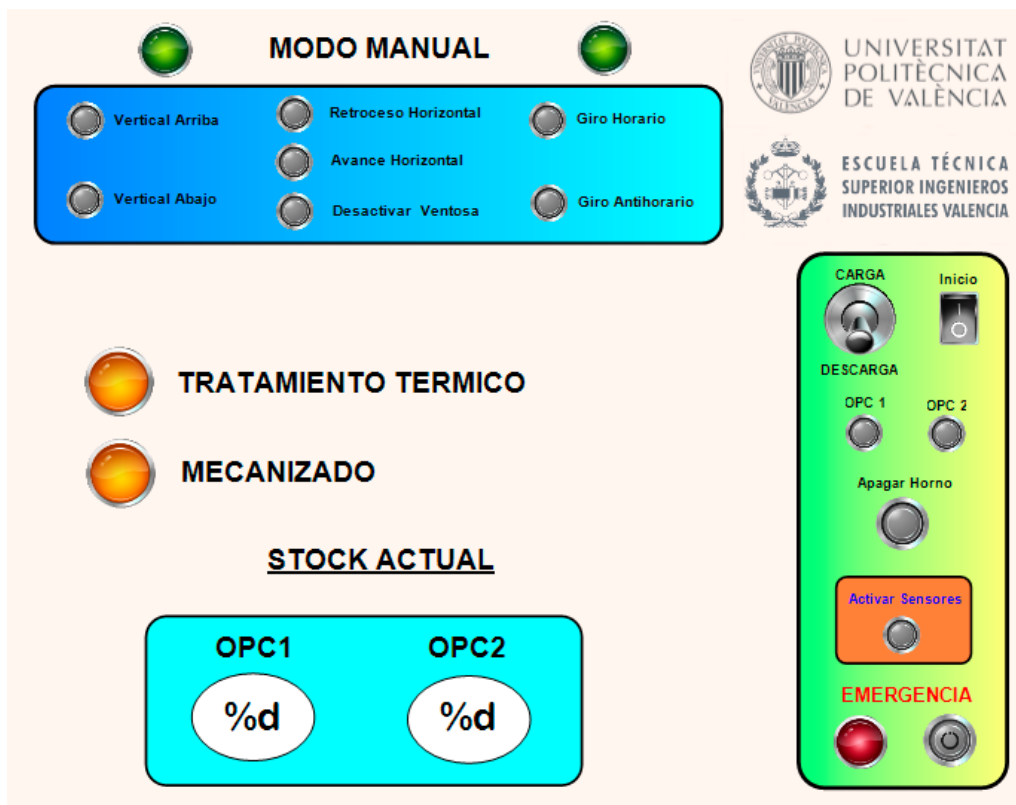 MODO MANUAL
Vertical Arriba
Retroceso Horizontal
Giro Horario
Avance Horizontal
Vertical Abajo
Desactivar Ventosa
Giro Antihorario
UNIVERSITAT
POLITÈCNICA
DE VALÈNCIA
ESCUELA TÉCNICA
SUPERIOR INGENIEROS
INDUSTRIALES VALENCIA
CARGA
Inicio
DESCARGA
OPC 1
OPC 2
Apagar Horno
Activar Sensores
EMERGENCIA
TRATAMIENTO TERMICO
MECANIZADO
STOCK ACTUAL
OPC1
OPC2
%d
%d